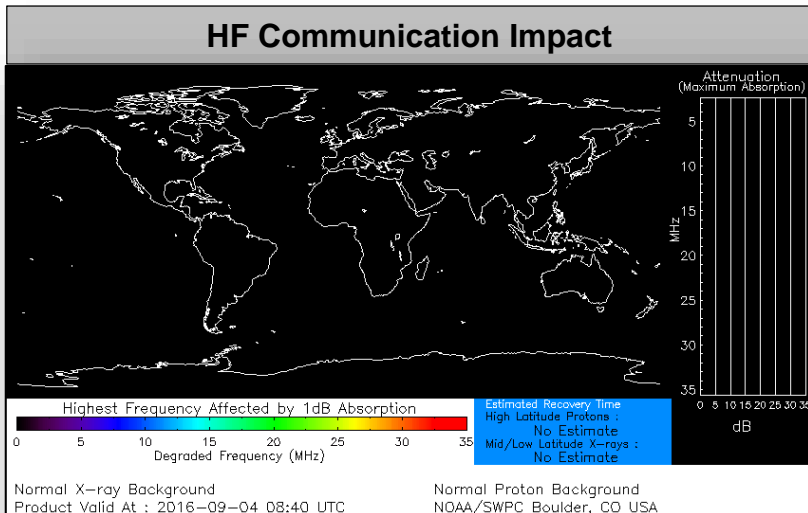 HF Communication Impact
Attenuation
(Maximum Absorption)
5
10
15
20
25
30
35
MHz
0 5 10 15 20 25 30 35
dB
Highest Frequency Affected by 1dB Absorption
0 5 10 15 20 25 30 35
Degraded Frequency (MHz)
Estimated Recovery Time
High Latitude Protons :
No Estimate
Mid/Low Latitude X-rays :
No Estimate
Normal X-ray Background
Product Valid At : 2016-09-04 08:40 UTC
Normal Proton Background
NOAA/SWPC Boulder, CO USA